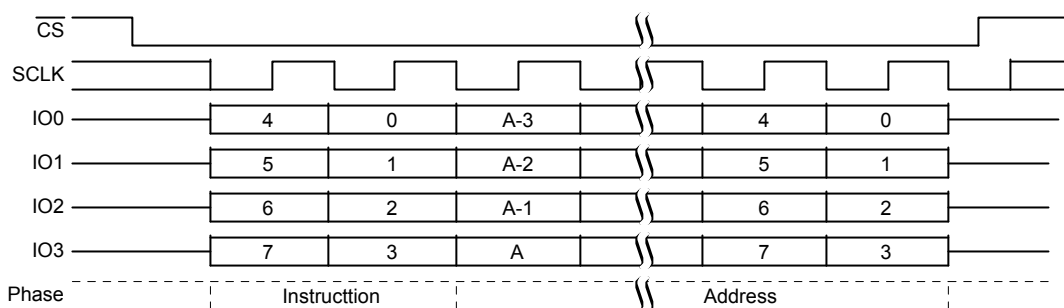 CS
SCLK
IO0 4 0 A-3 4 0
IO1 5 1 A-2 5 1
IO2 6 2 A-1 6 2
IO3 7 3 A 7 3
Phase Instructtion Address